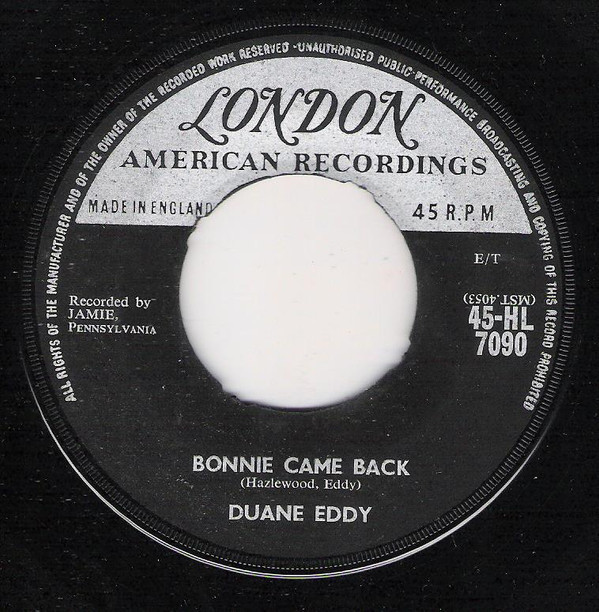 ALL RIGHTS OF THE MANUFACTURER AND OF THE OWNER OF THE RECORDED WORK RESERVED - UNAUTHORISED PUBLIC PERFORMANCE BROADCASTING AND COPYING OF THIS RECORD PROHIBITED
LONDON
AMERICAN RECORDINGS
MADE IN ENGLAND
45 R.P.M
E/T
Recorded by
JAMIE,
PENNSYLVANIA
(MST.4053)
45-HL
7090
BONNIE CAME BACK
(Hazlewood, Eddy)
DUANE EDDY